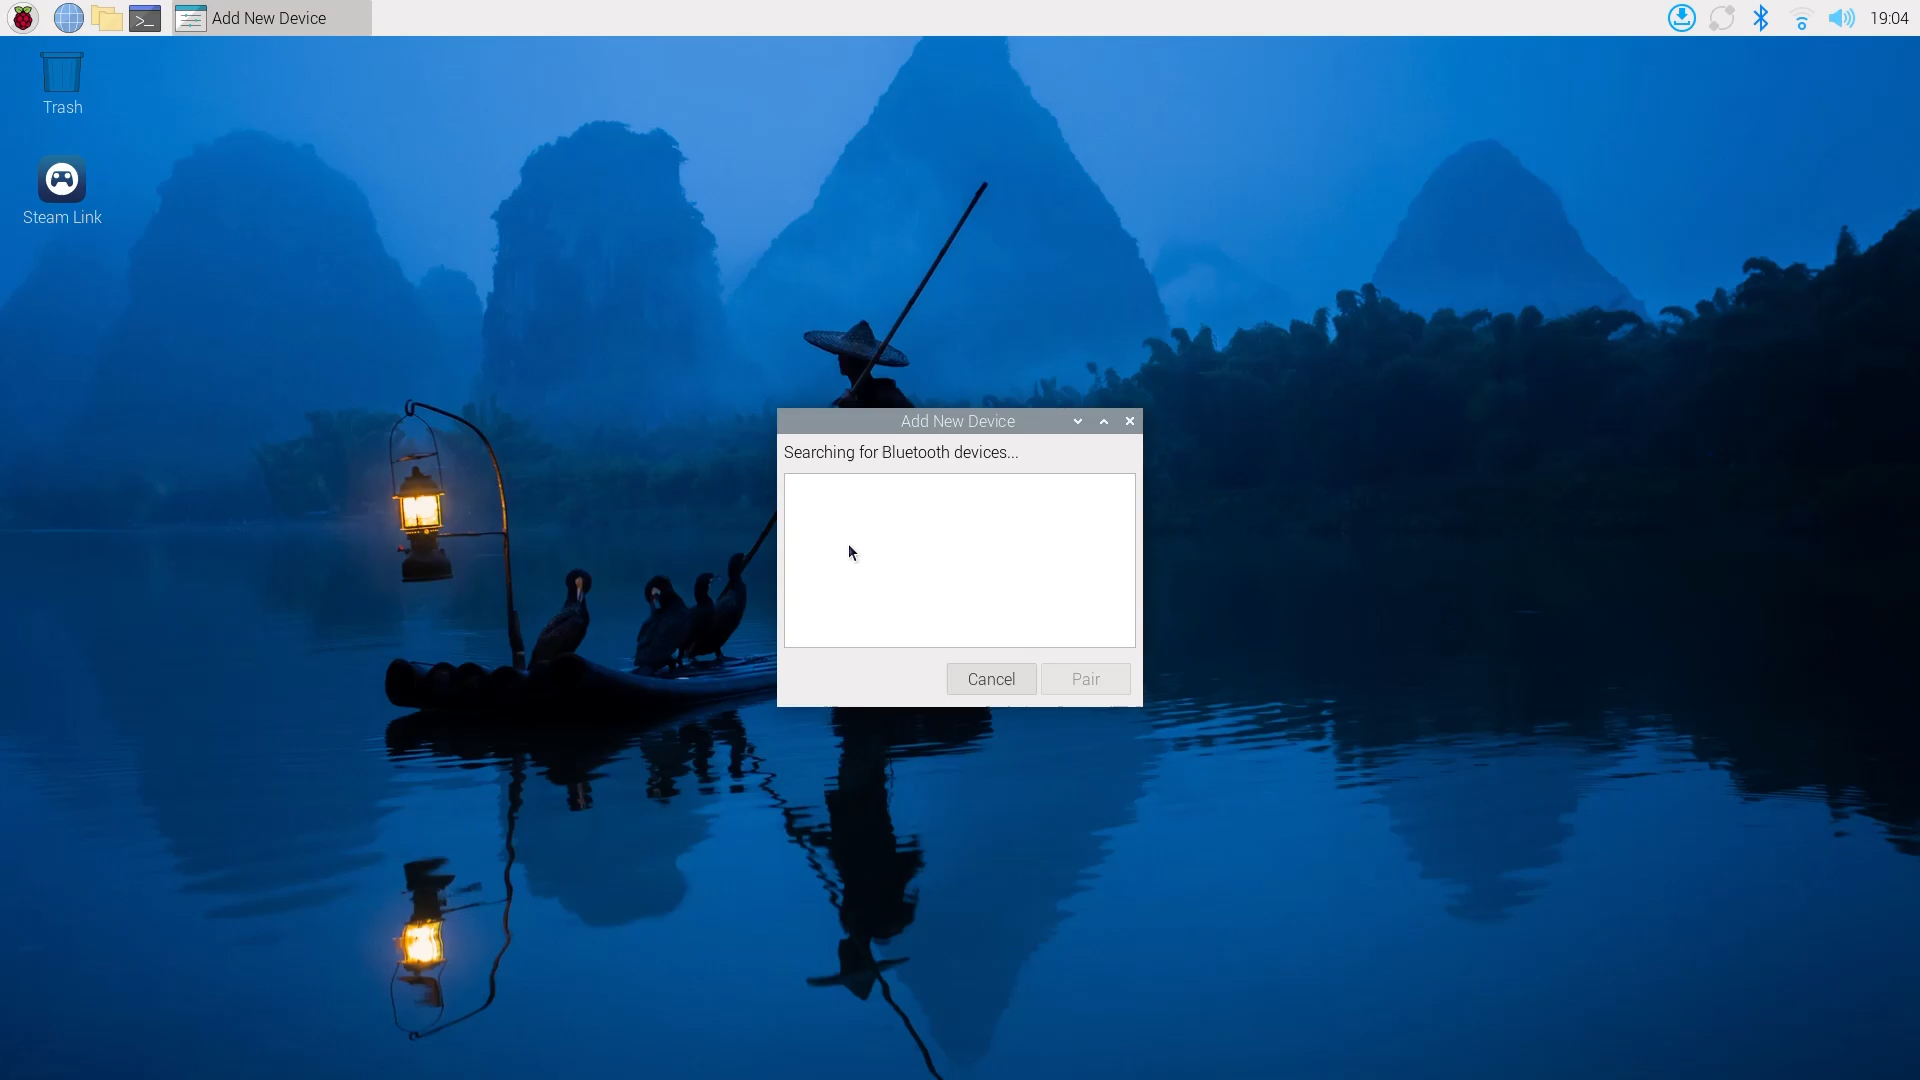 Add New Device
19:04
Trash
Steam Link
Add New Device
Searching for Bluetooth devices...
Cancel
Pair